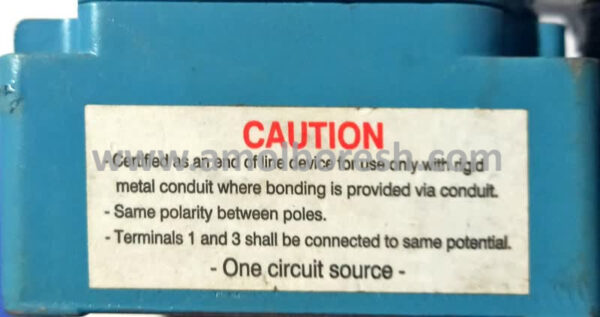 CAUTION
www.amolboresh.com
-Certified as an end of line device for use only with rigid
metal conduit where bonding is provided via conduit.
- Same polarity between poles.
- Terminals 1 and 3 shall be connected to same potential.
- One circuit source -